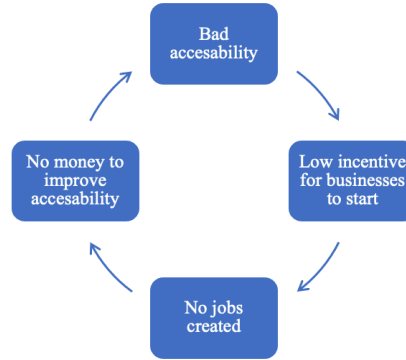 Bad
accesability
Low incentive
for businesses
to start
No jobs
created
No money to
improve
accesability